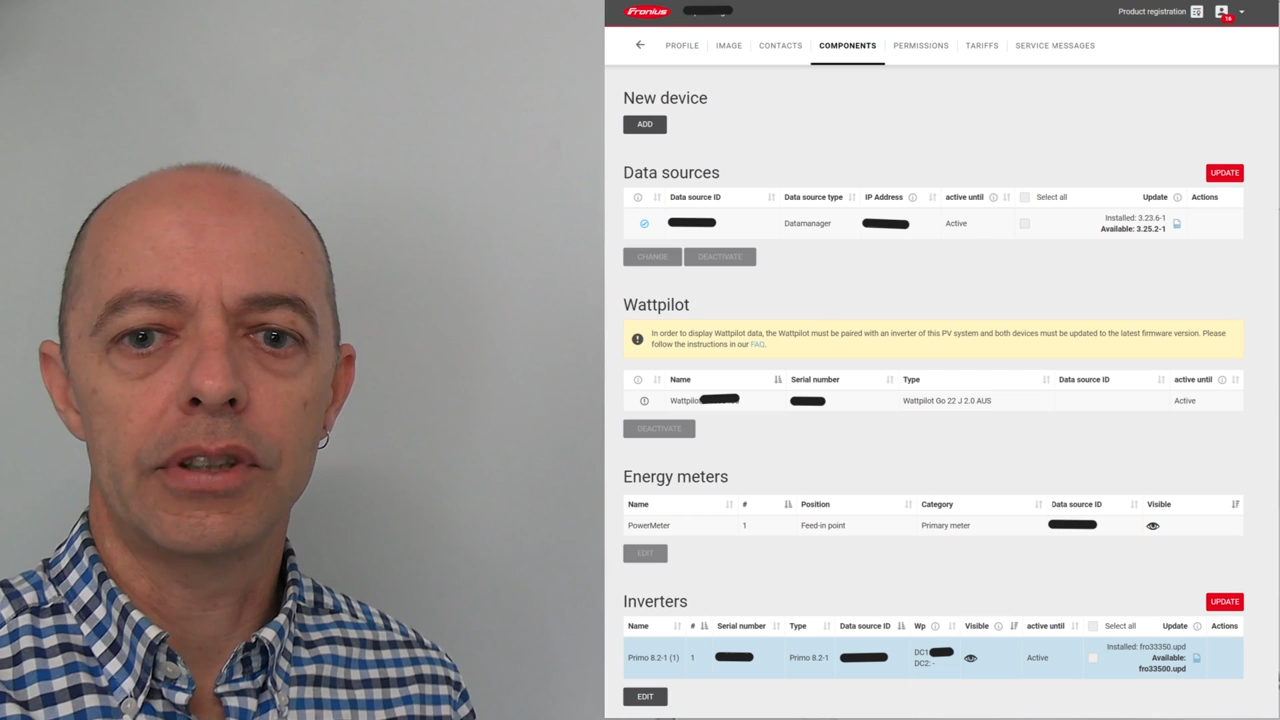 Fronius
Product registration
16
PROFILE IMAGE CONTACTS COMPONENTS PERMISSIONS TARIFFS SERVICE MESSAGES
New device
ADD
Data sources
UPDATE
Data source ID Data source type IP Address active until Select all Update Actions
Datamanager Active Installed: 3.23.6-1
Available: 3.25.2-1
CHANGE DEACTIVATE
Wattpilot
In order to display Wattpilot data, the Wattpilot must be paired with an inverter of this PV system and both devices must be updated to the latest firmware version. Please
follow the instructions in our FAQ.
Name Serial number Type Data source ID active until
Wattpilot Wattpilot Go 22 J 2.0 AUS Active
DEACTIVATE
Energy meters
Name # Position Category Data source ID Visible
PowerMeter 1 Feed-in point Primary meter
EDIT
Inverters
UPDATE
Name # Serial number Type Data source ID Wp Visible active until Select all Update Actions
Primo 8.2-1 (1) 1 Primo 8.2-1 DC1 Active Installed: fro33350.upd
DC2: - Available:
fro33500.upd
EDIT